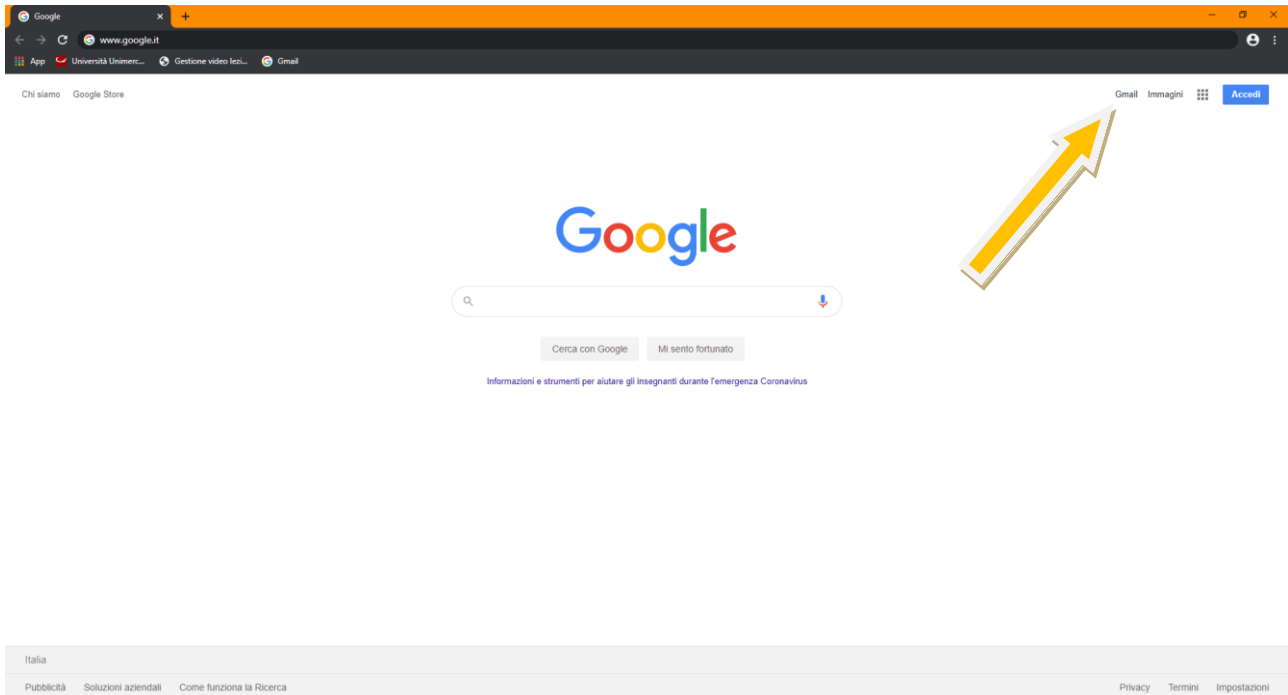 Google
www.google.it
App Università Unimerc... Gestione video lezi... Gmail
Chi siamo Google Store Gmail Immagini Accedi
Google
Cerca con Google Mi sento fortunato
Informazioni e strumenti per aiutare gli insegnanti durante l'emergenza Coronavirus
Italia
Pubblicità Soluzioni aziendali Come funziona la Ricerca Privacy Termini Impostazioni